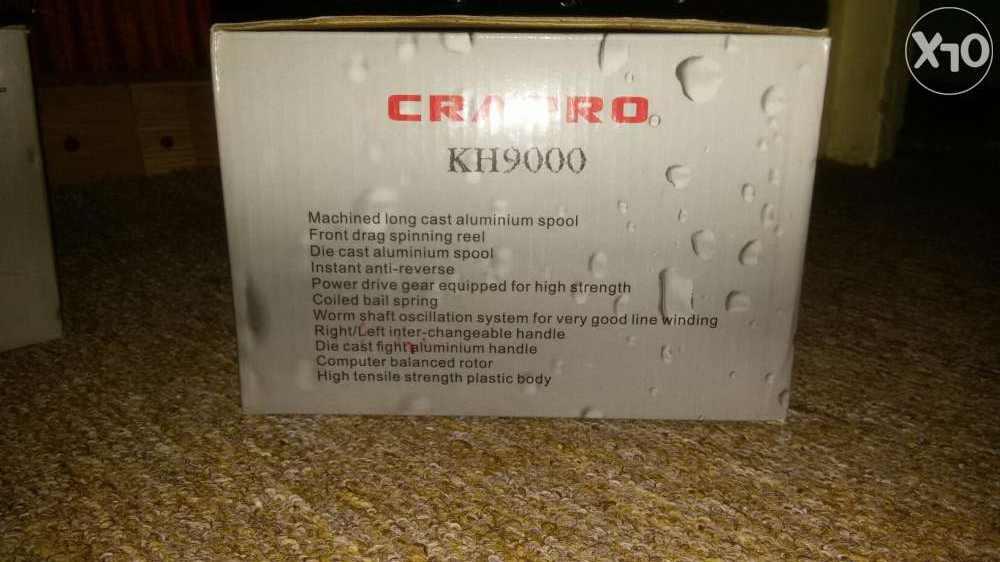 KH9000
Machined long cast aluminium spool
Front drag spinning reel
Die cast aluminium spool
Instant anti-reverse
Power drive gear equipped for high strength
Coiled bail spring
Worm shaft oscillation system for very good line winding
Right/Left inter-changeable handle
Die cast fight aluminium handle
Computer balanced rotor
High tensile strength plastic body
OLX